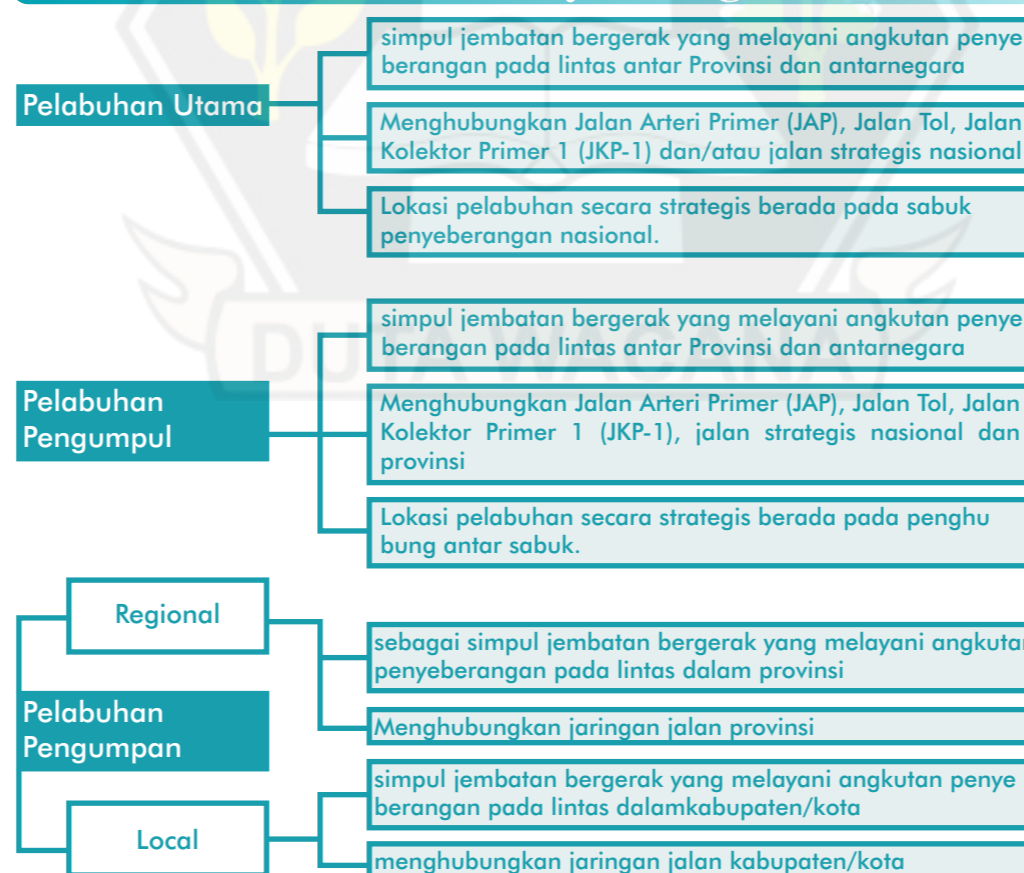 simpul jembatan bergerak yang melayani angkutan penye
berangan pada lintas antar Provinsi dan antarnegara
Pelabuhan Utama
Menghubungkan Jalan Arteri Primer (JAP), Jalan Tol, Jalan
Kolektor Primer 1 (JKP-1) dan/atau jalan strategis nasional
Lokasi pelabuhan secara strategis berada pada sabuk
penyeberangan nasional.
simpul jembatan bergerak yang melayani angkutan penye
berangan pada lintas antar Provinsi dan antarnegara
DUTA WACANA
Pelabuhan
Pengumpul
Menghubungkan Jalan Arteri Primer (JAP), Jalan Tol, Jalan
Kolektor Primer 1 (JKP-1), jalan strategis nasional dan
provinsi
Lokasi pelabuhan secara strategis berada pada penghu
bung antar sabuk.
Regional
sebagai simpul jembatan bergerak yang melayani angkutan
penyeberangan pada lintas dalam provinsi
Pelabuhan
Pengumpan
Menghubungkan jaringan jalan provinsi
simpul jembatan bergerak yang melayani angkutan penye
berangan pada lintas dalamkabupaten/kota
Local
menghubungkan jaringan jalan kabupaten/kota